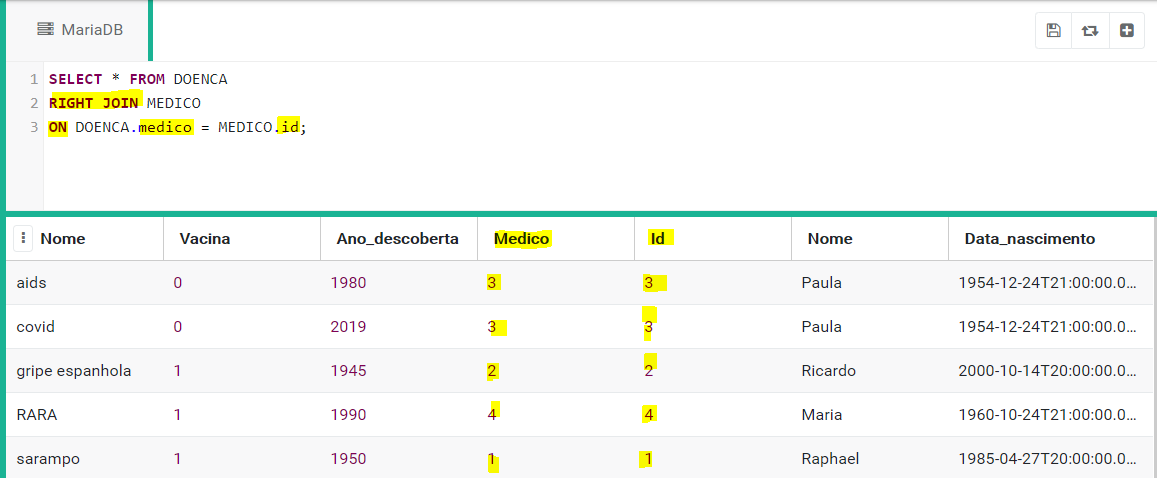 MariaDB
1 SELECT * FROM DOENCA
2 RIGHT JOIN MEDICO
3 ON DOENCA.medico = MEDICO.id;
Nome Vacina Ano_descoberta Medico Id Nome Data_nascimento
aids 0 1980 3 3 Paula 1954-12-24T21:00:00.0...
covid 0 2019 3 3 Paula 1954-12-24T21:00:00.0...
gripe espanhola 1 1945 2 2 Ricardo 2000-10-14T20:00:00.0...
RARA 1 1990 4 4 Maria 1960-10-24T21:00:00.0...
sarampo 1 1950 1 1 Raphael 1985-04-27T20:00:00.0...